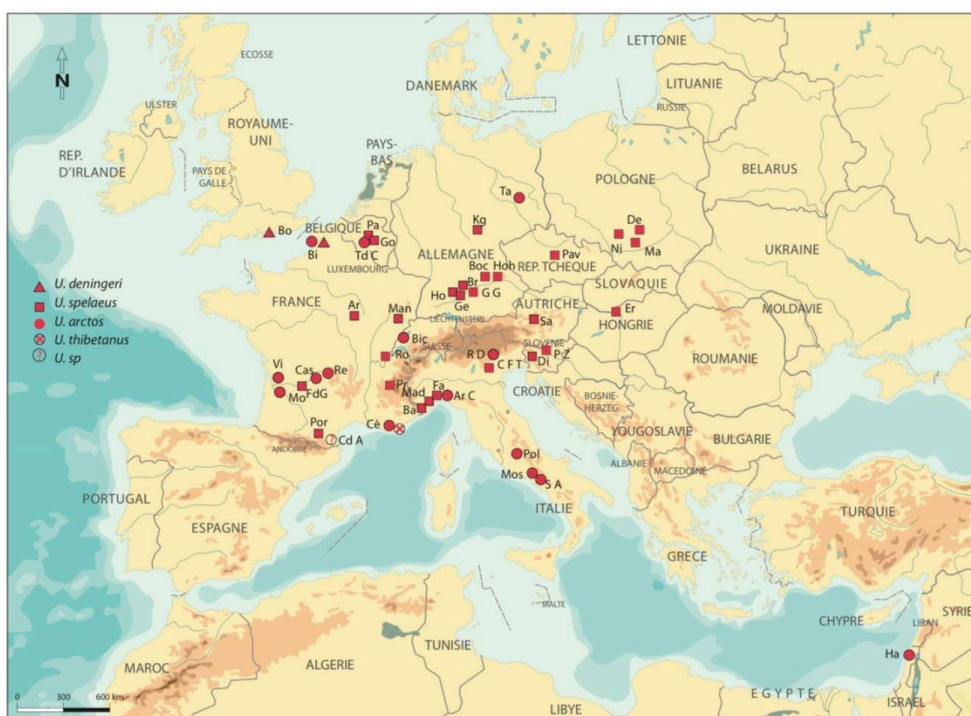 N
ECOSSE
ULSTER
ROYAUME-
UNI
REP.
D'IRLANDE
PAYS DE
GALLE
DANEMARK
LETTONIE
LITUANIE
RUSSIE
PAYS-
BAS
BELARUS
POLOGNE
Ta
Kg
De
Ni
Ma
Bo
BELGIQUE
Pa
Go
Bi
Td C
LUXEMBOURG
ALLEMAGNE
Boc
Hoh
Pav
REP. TCHEQUE
UKRAINE
Br
Ho
G G
Ge
SLOVAQUIE
AUTRICHE
LIECHTENSTEIN
Er
HONGRIE
MOLDAVIE
U. deningeri
U. spelaeus
U. arctos
U. thibetanus
U. sp
FRANCE
Ar
Man
Bic
SUISSE
Sa
SLOVENIE
Ro
R D
Di
P Z
C F T
ROUMANIE
Vi
Cas
Re
Mo
FdG
Pr
Mad
Fa
Ar C
Ba
CROATIE
BOSNIE-
HERZEG.
YOUGOSLAVIE
BULGARIE
Por
Cd A
ANDORRE
Cè
Pol
Mos
S A
ALBANIE
MACEDOINE
PORTUGAL
ESPAGNE
ITALIE
GRECE
TURQUIE
MALTE
CHYPRE
SYRIE
LIBAN
Ha
ISRAEL
MAROC
ALGERIE
TUNISIE
LIBYE
EGYPTE
0 300 600 km